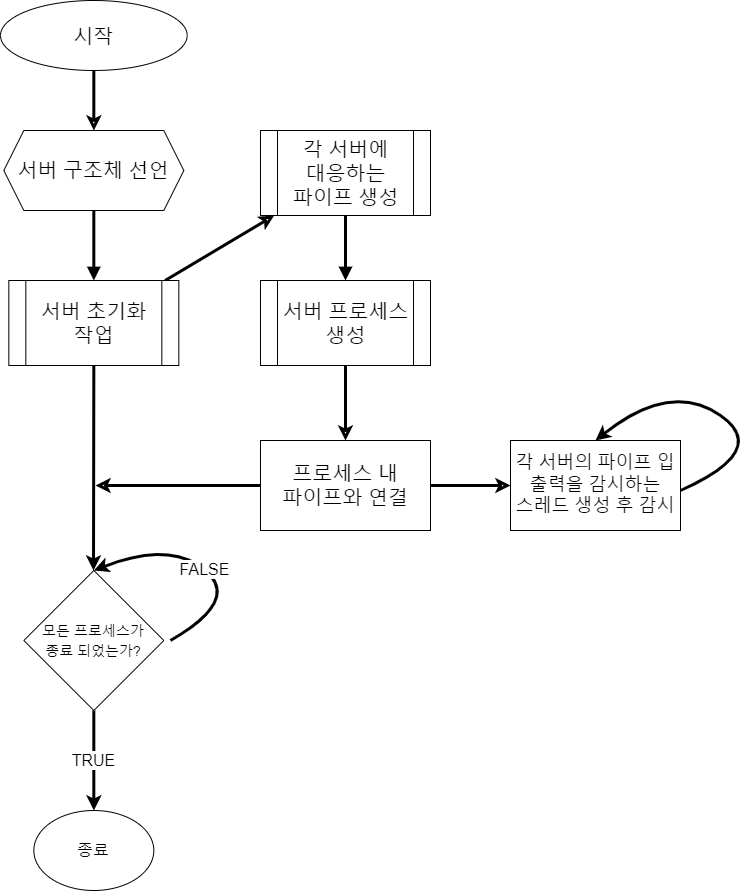 시작
서버 구조체 선언
각 서버에
대응하는
파이프 생성
서버 초기화
작업
서버 프로세스
생성
프로세스 내
파이프와 연결
각 서버의 파이프 입
출력을 감시하는
스레드 생성 후 감시
FALSE
모든 프로세스가
종료 되었는가?
TRUE
종료